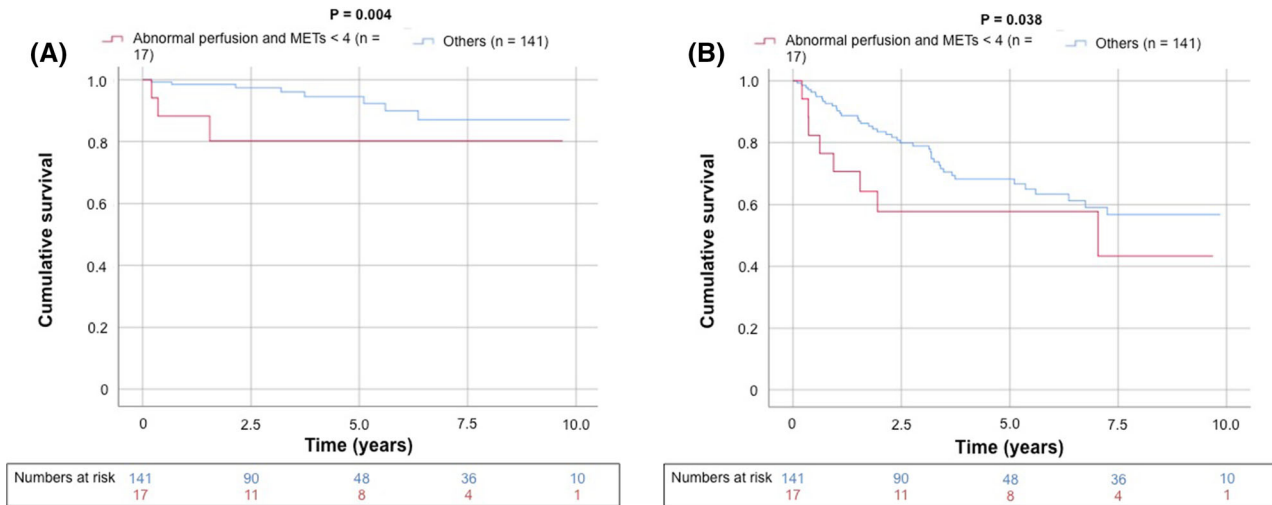 P = 0.004
(A)
Abnormal perfusion and METs < 4 (n =
17)
Others (n = 141)
1.0
0.8
0.6
0.4
0.2
0
Cumulative survival
0 2.5 5.0 7.5 10.0
Time (years)
Numbers at risk 141 90 48 36 10
17 11 8 4 1
P = 0.038
(B)
Abnormal perfusion and METs < 4 (n =
17)
Others (n = 141)
1.0
0.8
0.6
0.4
0.2
0
Cumulative survival
0 2.5 5.0 7.5 10.0
Time (years)
Numbers at risk 141 90 48 36 10
17 11 8 4 1